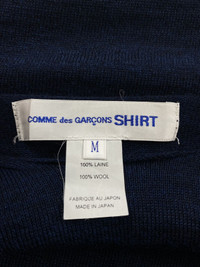 COMME des GARÇONS SHIRT
M
100% LAINE
100% WOOL
FABRIQUE AU JAPON
MADE IN JAPAN